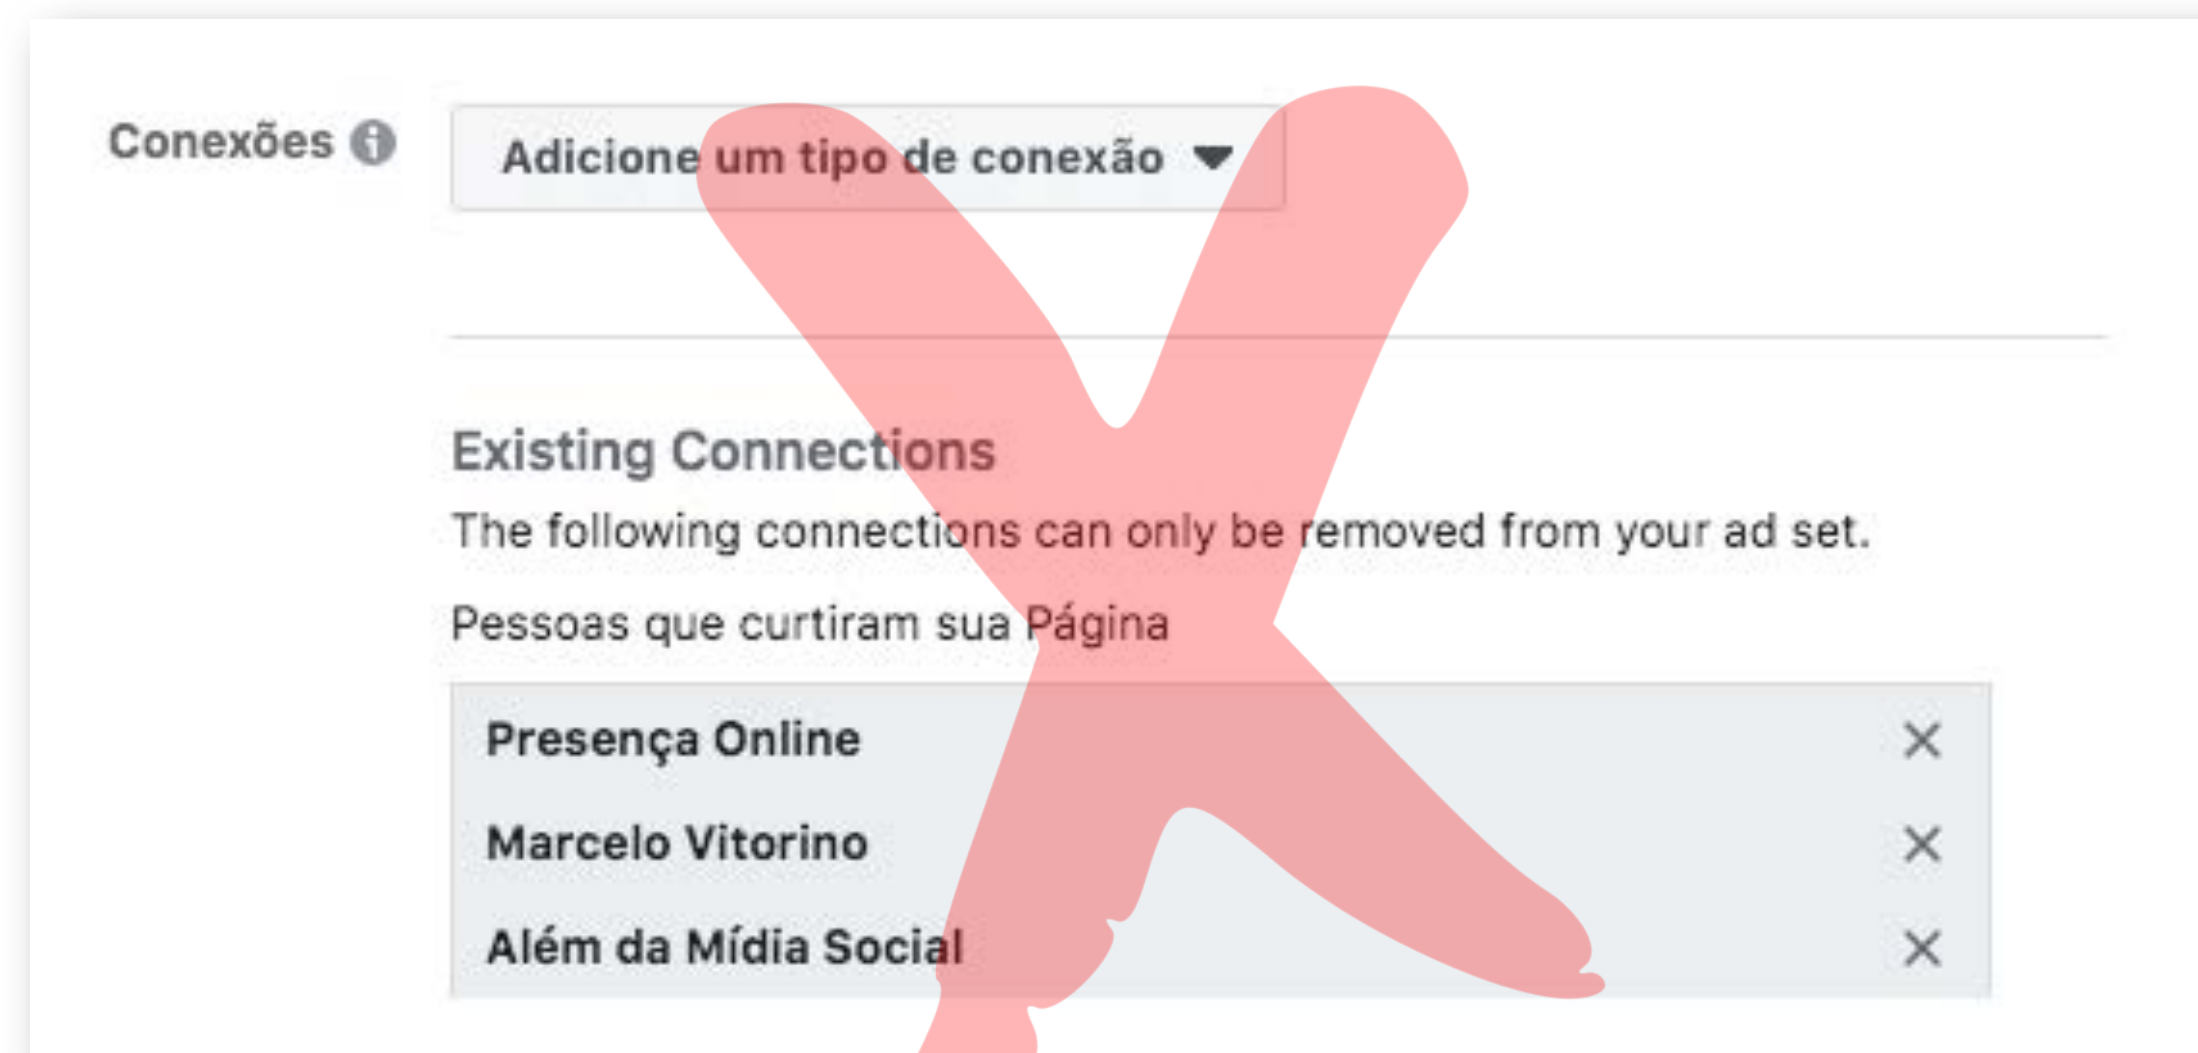 Conexões
Adicione um tipo de conexão
Existing Connections
The following connections can only be removed from your ad set.
Pessoas que curtiram sua Página
Presença Online
Marcelo Vitorino
Além da Mídia Social